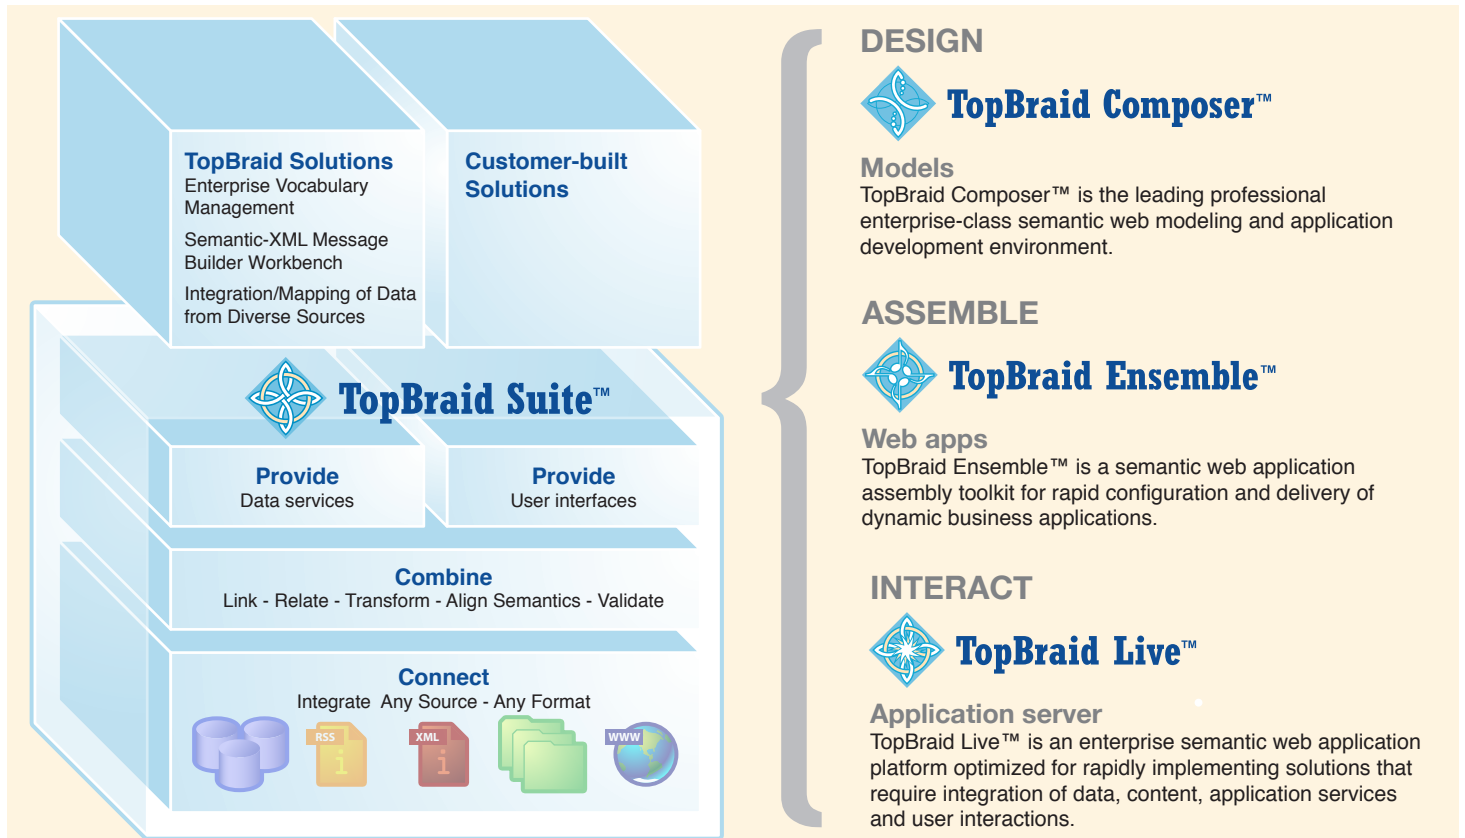 TopBraid Solutions
Enterprise Vocabulary
Management
Semantic-XML Message
Builder Workbench
Integration/Mapping of Data
from Diverse Sources
Customer-built
Solutions
TopBraid Suite™
Provide
Data services
Provide
User interfaces
Combine
Link - Relate - Transform - Align Semantics - Validate
Connect
Integrate Any Source - Any Format
RSS
i
XML
i
WWW
DESIGN
TopBraid Composer™
Models
TopBraid Composer™ is the leading professional
enterprise-class semantic web modeling and application
development environment.
ASSEMBLE
TopBraid Ensemble™
Web apps
TopBraid Ensemble™ is a semantic web application
assembly toolkit for rapid configuration and delivery of
dynamic business applications.
INTERACT
TopBraid Live™
Application server
TopBraid Live™ is an enterprise semantic web application
platform optimized for rapidly implementing solutions that
require integration of data, content, application services
and user interactions.